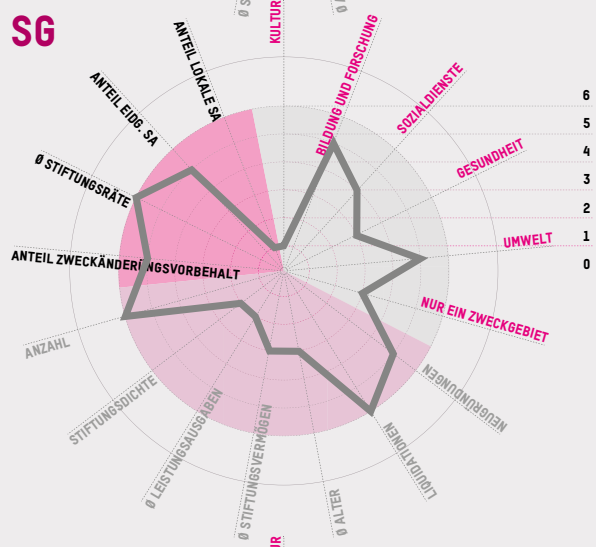 SG
Ø S
KULTUR
BILDUNG UND FORSCHUNG
SOZIALDIENSTE
GESUNDHEIT
UMWELT
NUR EIN ZWECKGEBIET
NEUGRÜNDUNGEN
LIQUIDATIONEN
Ø ALTER
Ø STIFTUNGSVERMÖGEN
Ø LEISTUNGSAUSGABEN
STIFTUNGSDICHTE
ANZAHL
ANTEIL ZWECKÄNDERUNGSVORBEHALT
Ø STIFTUNGSRÄTE
ANTEIL EIDG. SA
ANTEIL LOKALE SA
6
5
4
3
2
1
0
UR